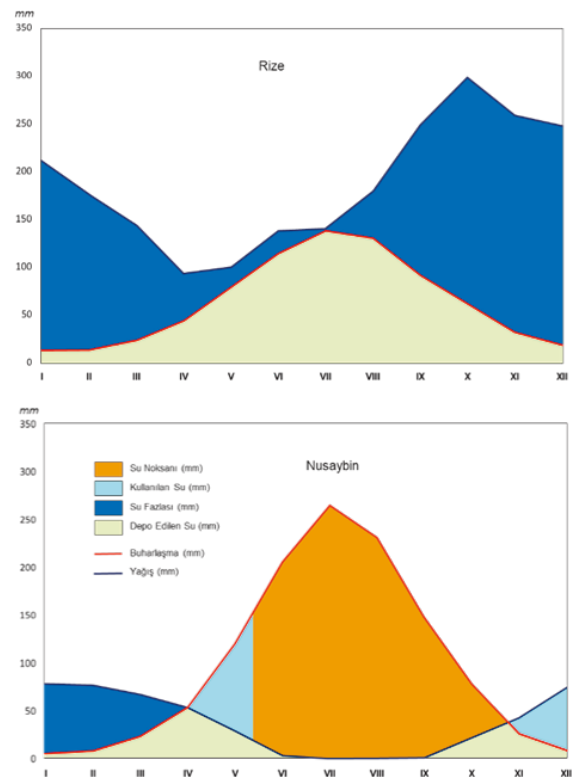 mm
350
Rize
300
250
200
150
100
50
0
I II III IV V VI VII VIII IX X XI XII
mm
350
Nusaybin
Su Noksanı (mm)
300
Kullanılan Su (mm)
Su Fazlası (mm)
250
Depo Edilen Su (mm)
Buharlaşma (mm)
200
Yağış (mm)
150
100
50
0
I II III IV V VI VII VIII IX X XI XII